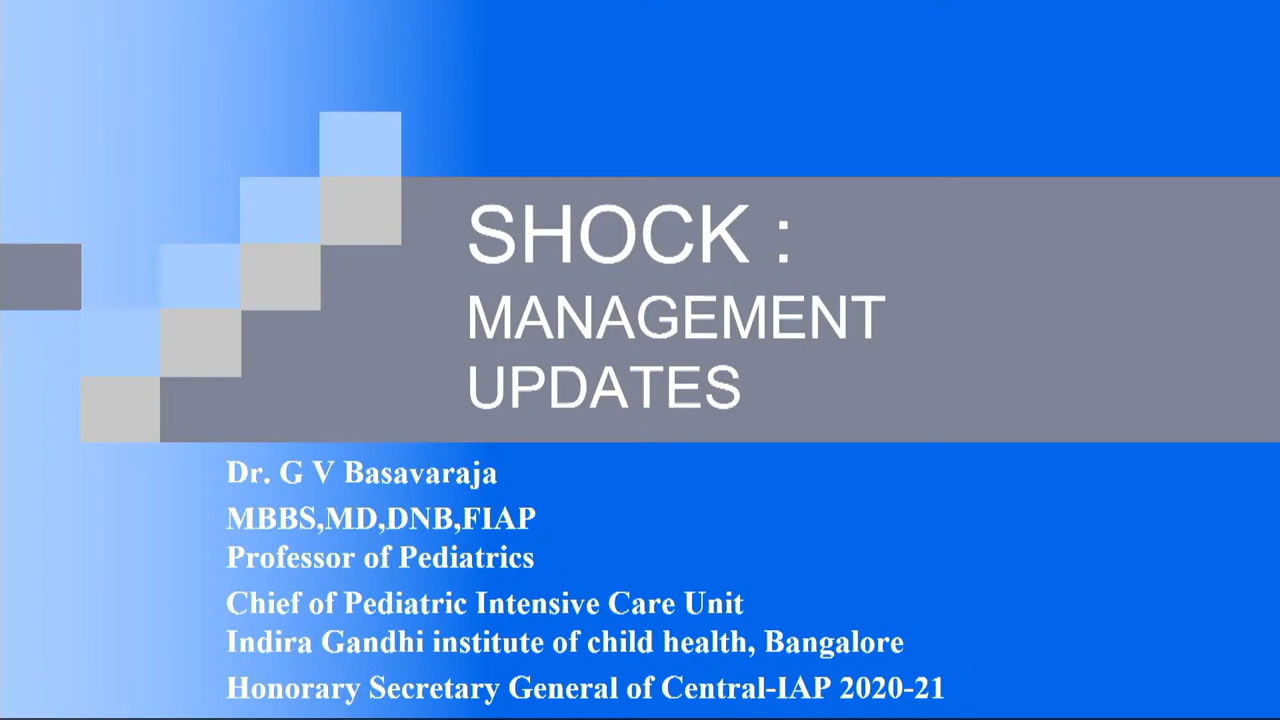 SHOCK :
MANAGEMENT
UPDATES
Dr. G V Basavaraja
MBBS,MD,DNB,FIAP
Professor of Pediatrics
Chief of Pediatric Intensive Care Unit
Indira Gandhi institute of child health, Bangalore
Honorary Secretary General of Central-IAP 2020-21